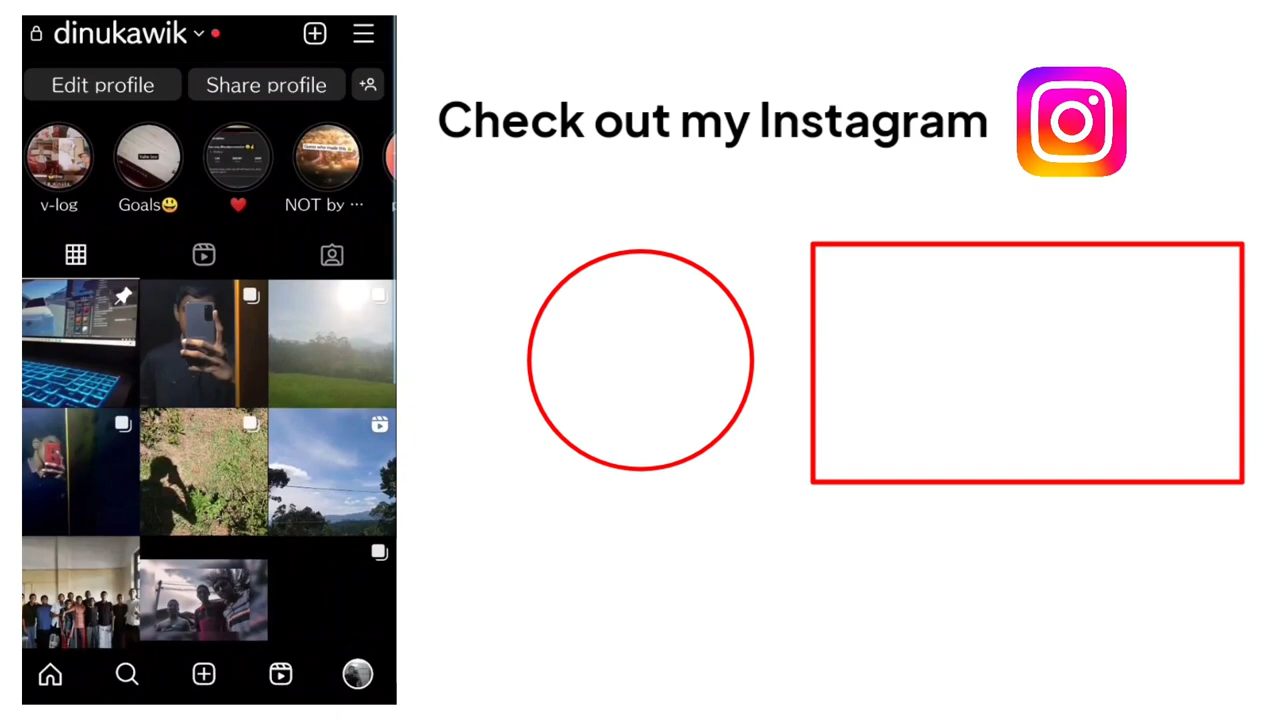 dinukawik
Edit profile
Share profile
v-log
Goals😃
❤️
NOT by ···
Check out my Instagram